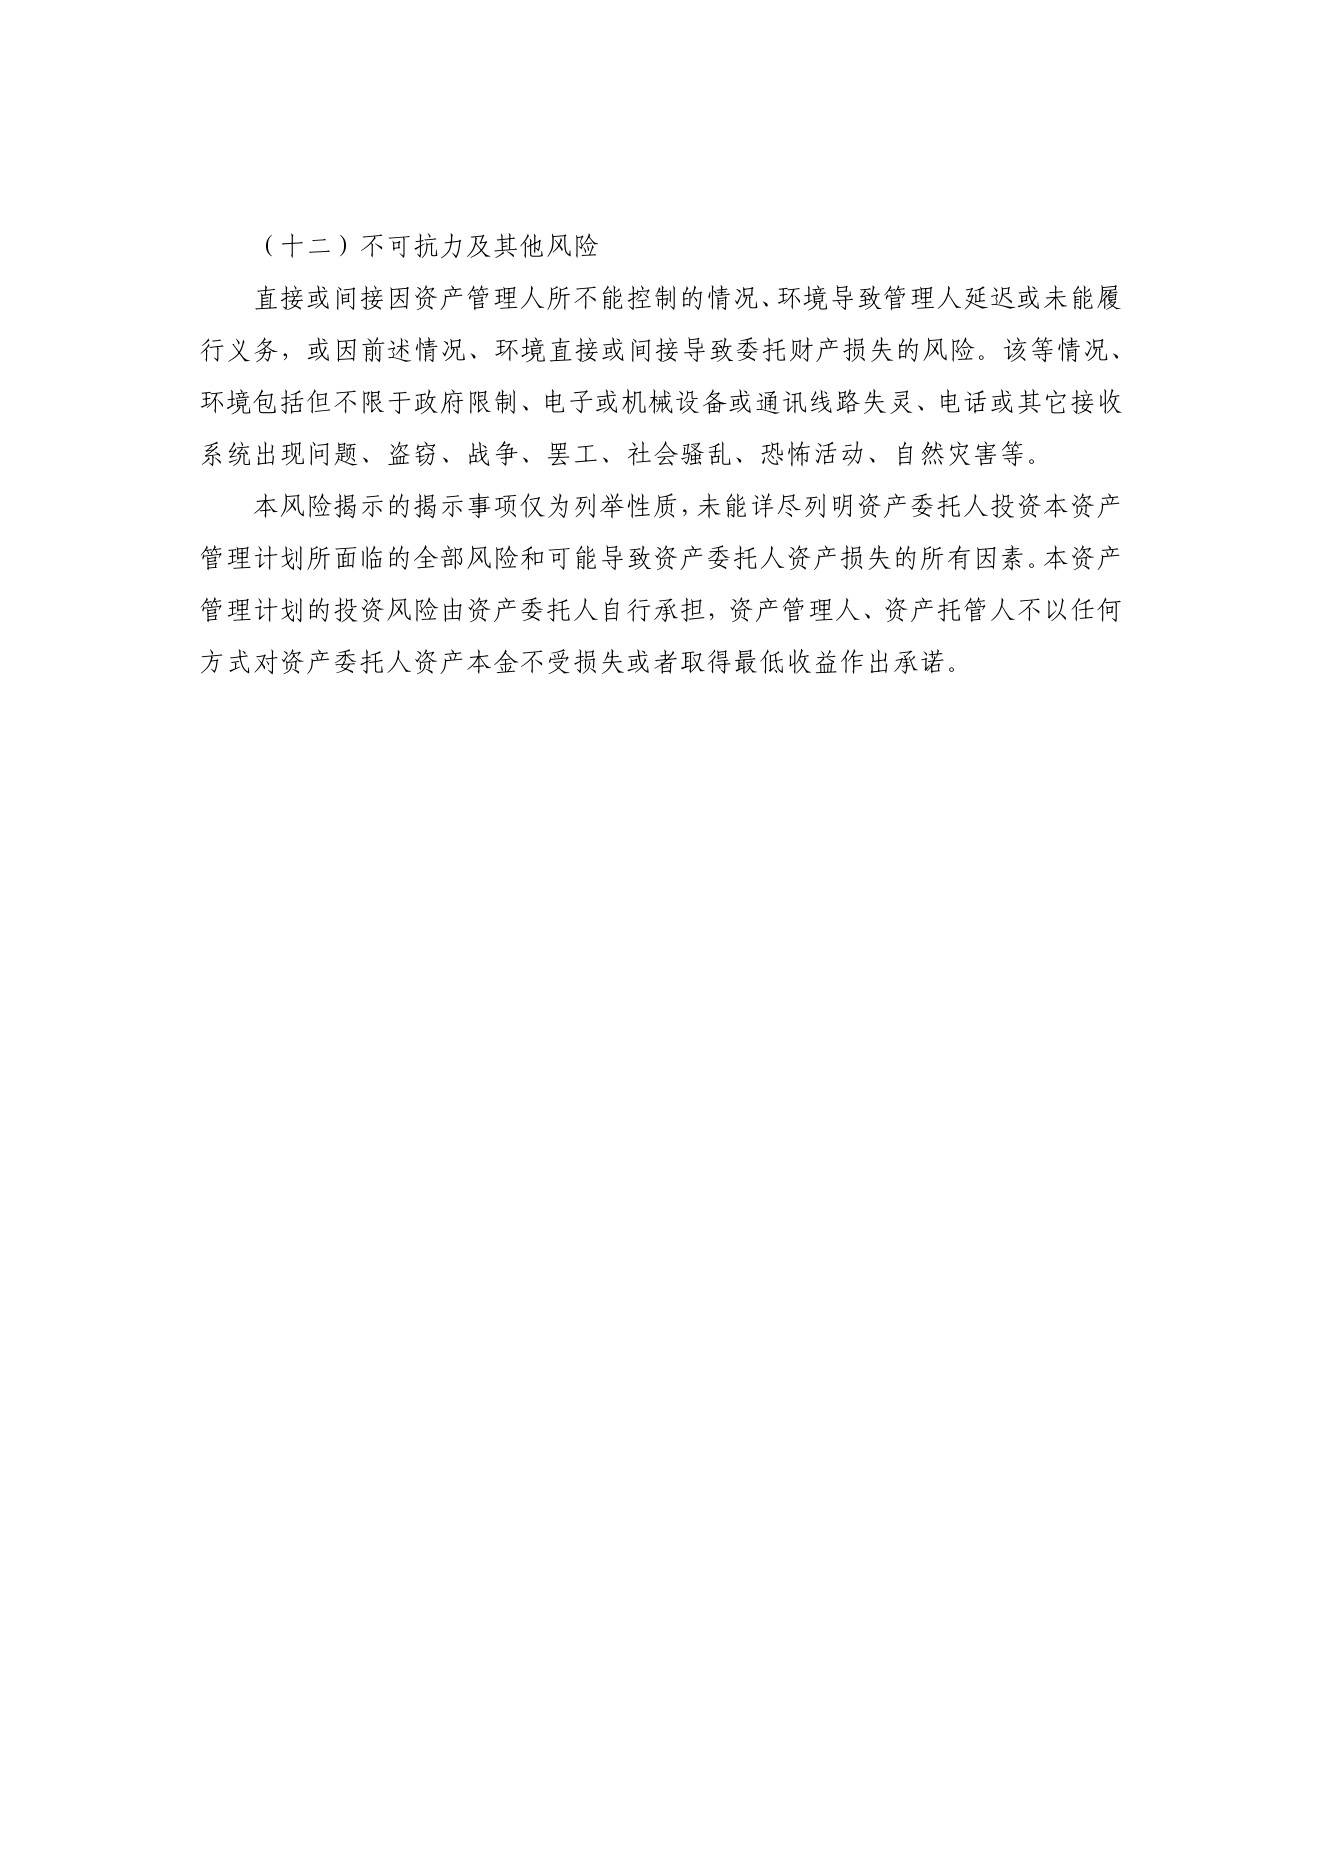 （十二）不可抗力及其他风险
直接或间接因资产管理人所不能控制的情况、环境导致管理人延迟或未能履
行义务，或因前述情况、环境直接或间接导致委托财产损失的风险。该等情况、
环境包括但不限于政府限制、电子或机械设备或通讯线路失灵、电话或其它接收
系统出现问题、盗窃、战争、罢工、社会骚乱、恐怖活动、自然灾害等。
本风险揭示的揭示事项仅为列举性质，未能详尽列明资产委托人投资本资产
管理计划所面临的全部风险和可能导致资产委托人资产损失的所有因素。本资产
管理计划的投资风险由资产委托人自行承担，资产管理人、资产托管人不以任何
方式对资产委托人资产本金不受损失或者取得最低收益作出承诺。